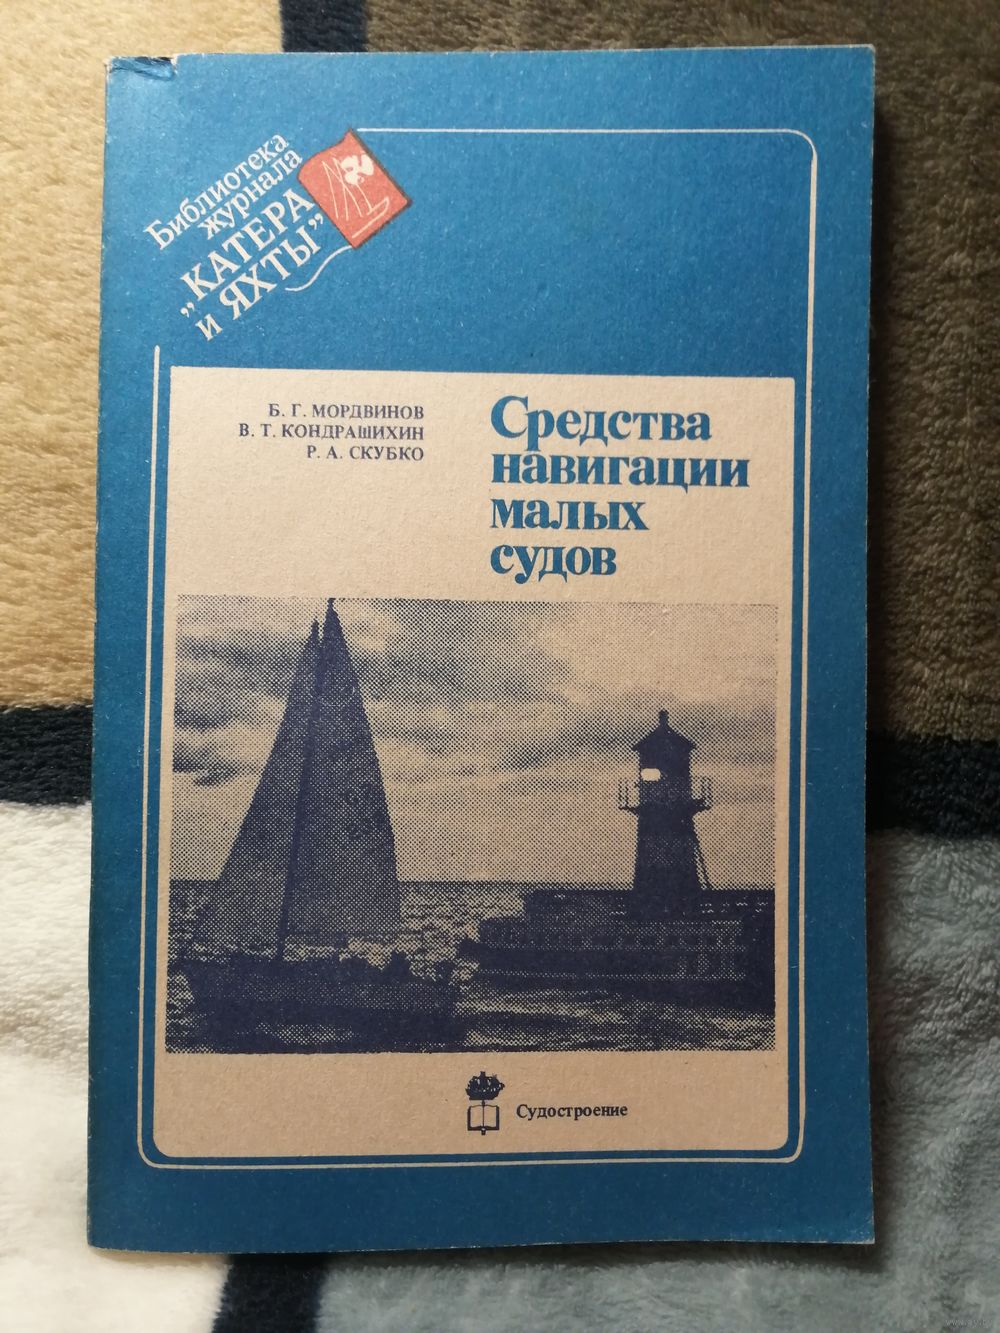 Библиотека
журнала
„КАТЕРА
и ЯХТЫ”
Б. Г. МОРДВИНОВ
В. Т. КОНДРАШИХИН
Р. А. СКУБКО
Средства
навигации
малых
судов
Судостроение